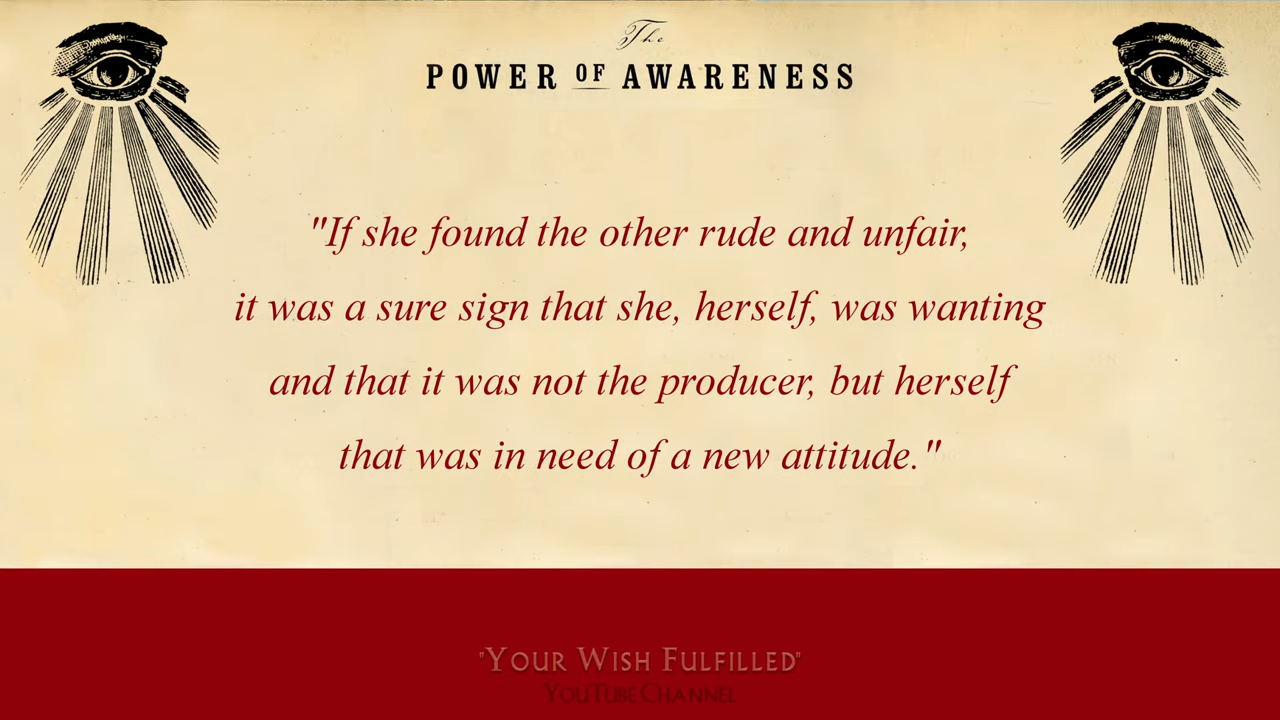 The
POWER OF AWARENESS
"If she found the other rude and unfair,
it was a sure sign that she, herself, was wanting
and that it was not the producer, but herself
that was in need of a new attitude."
"YOUR WISH FULFILLED"
YOUTUBE CHANNEL